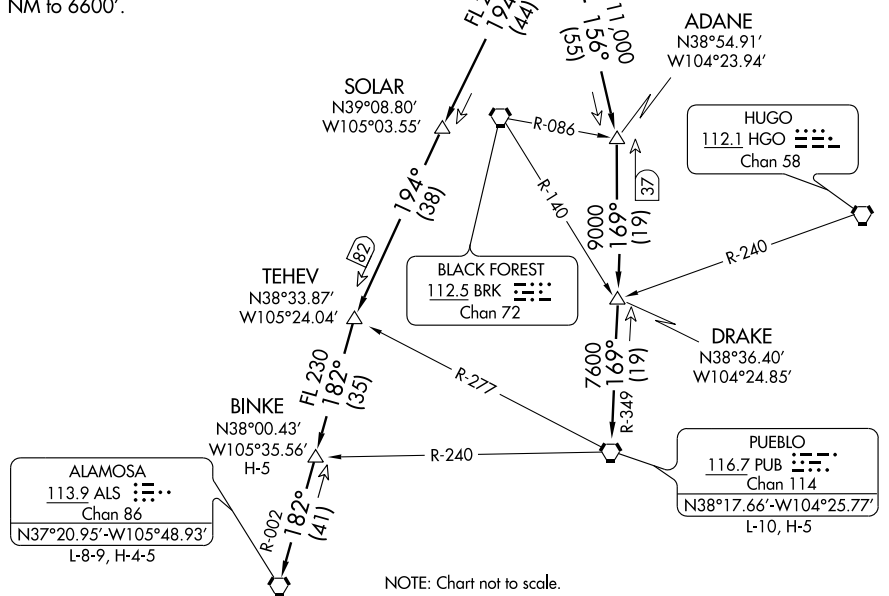 NM to 6600'.
FL 2
194°
(44)
11,000
156°
(55)
ADANE
N38°54.91'
W104°23.94'
SOLAR
N39°08.80'
W105°03.55'
HUGO
112.1 HGO
Chan 58
R-086
37
194°
(38)
R-140
9000
169°
(19)
R-240
82
BLACK FOREST
112.5 BRK
Chan 72
TEHEV
N38°33.87'
W105°24.04'
DRAKE
N38°36.40'
W104°24.85'
FL 230
182°
(35)
R-277
7600
169°
(19)
R-349
BINKE
N38°00.43'
W105°35.56'
H-5
R-240
PUEBLO
116.7 PUB
Chan 114
N38°17.66'-W104°25.77'
L-10, H-5
ALAMOSA
113.9 ALS
Chan 86
N37°20.95'-W105°48.93'
L-8-9, H-4-5
R-002
182°
(41)
NOTE: Chart not to scale.